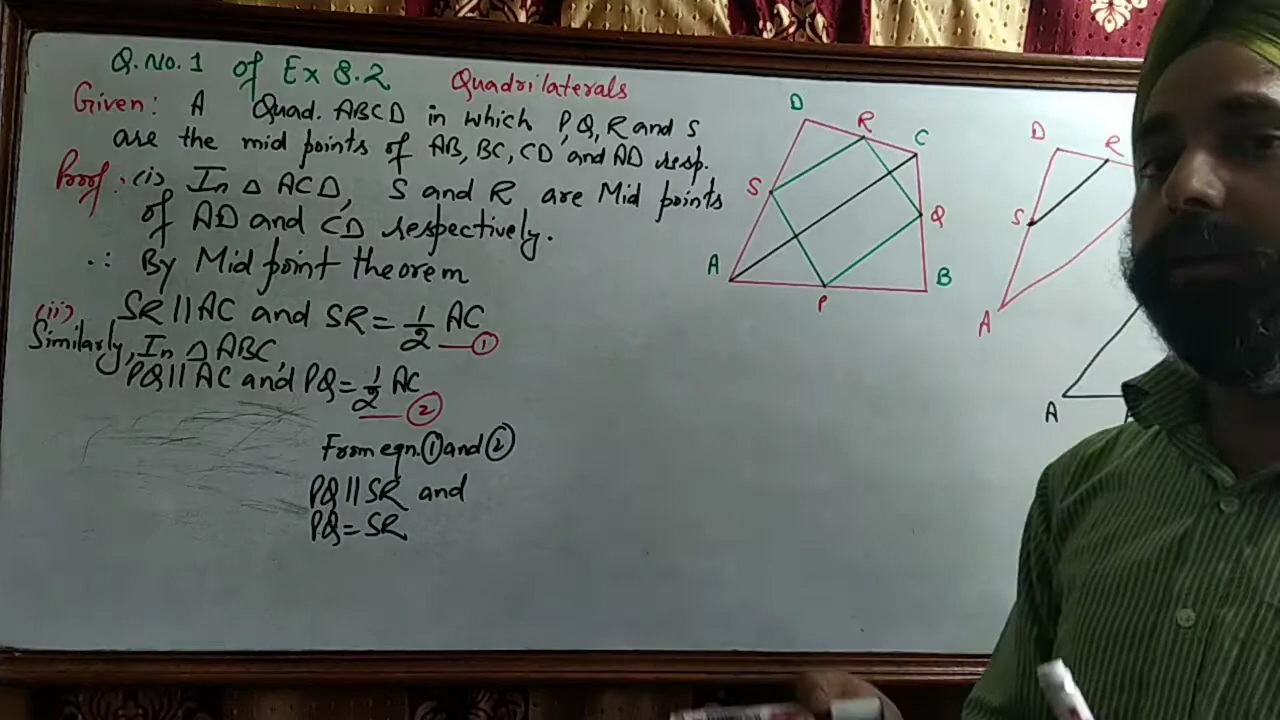 Q.No.1 of Ex 8.2 Quadrilaterals
Given: A Quad. ABCD in which P,Q,R and S
are the mid points of AB, BC, CD and AD resp.
Proof: (i) In △ ACD, S and R are Mid points
of AD and CD respectively.
∴ By Mid point theorem
SR || AC and SR = 1/2 AC —①
(ii) Similarly, In △ ABC,
PQ || AC and PQ = 1/2 AC —②
From eqn. ① and ②
PQ || SR and
PQ = SR
D
R
C
S
Q
A
B
P
D
R
S
A
A